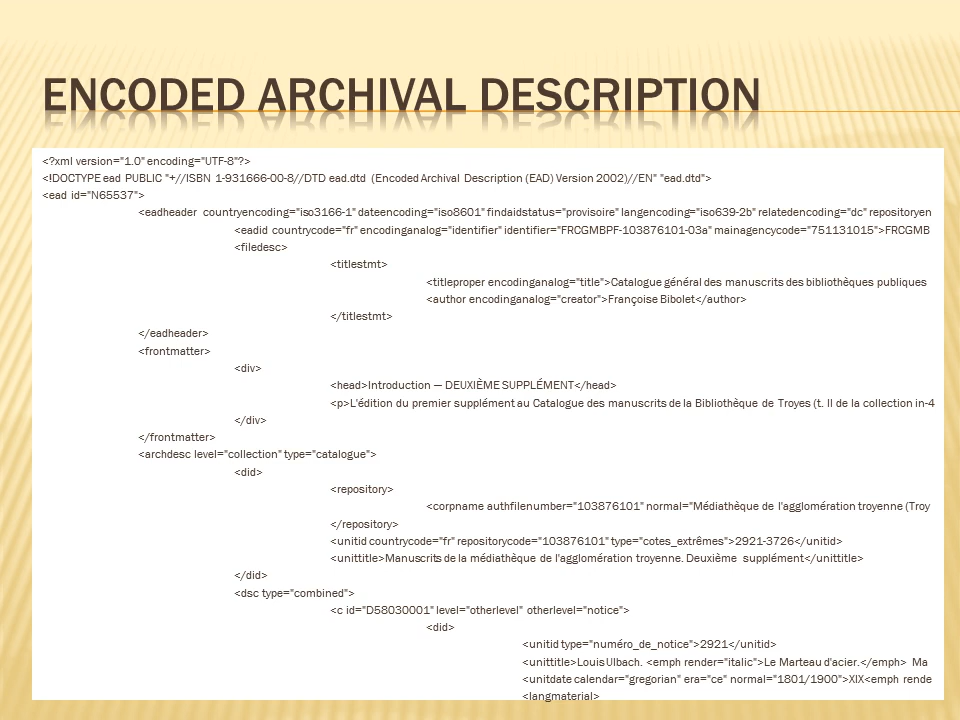 ENCODED ARCHIVAL DESCRIPTION
<?xml version="1.0" encoding="UTF-8"?>
<!DOCTYPE ead PUBLIC "+//ISBN 1-931666-00-8//DTD ead.dtd (Encoded Archival Description (EAD) Version 2002)//EN" "ead.dtd">
<ead id="N65537">
<eadheader countryencoding="iso3166-1" dateencoding="iso8601" findaidstatus="provisoire" langencoding="iso639-2b" relatedencoding="dc" repositoryen
<eadid countrycode="fr" encodinganalog="identifier" identifier="FRCGMBPF-103876101-03a" mainagencycode="751131015">FRCGMB
<filedesc>
<titlestmt>
<titleproper encodinganalog="title">Catalogue général des manuscrits des bibliothèques publiques
<author encodinganalog="creator">Françoise Bibolet</author>
</titlestmt>
</eadheader>
<frontmatter>
<div>
<head>Introduction — DEUXIÈME SUPPLÉMENT</head>
<p>L'édition du premier supplément au Catalogue des manuscrits de la Bibliothèque de Troyes (t. II de la collection in-4
</div>
</frontmatter>
<archdesc level="collection" type="catalogue">
<did>
<repository>
<corpname authfilenumber="103876101" normal="Médiathèque de l'agglomération troyenne (Troy
</repository>
<unitid countrycode="fr" repositorycode="103876101" type="cotes_extrêmes">2921-3726</unitid>
<unittitle>Manuscrits de la médiathèque de l'agglomération troyenne. Deuxième supplément</unittitle>
</did>
<dsc type="combined">
<c id="D58030001" level="otherlevel" otherlevel="notice">
<did>
<unitid type="numéro_de_notice">2921</unitid>
<unittitle>Louis Ulbach. <emph render="italic">Le Marteau d'acier.</emph> Ma
<unitdate calendar="gregorian" era="ce" normal="1801/1900">XIX<emph rende
<langmaterial>